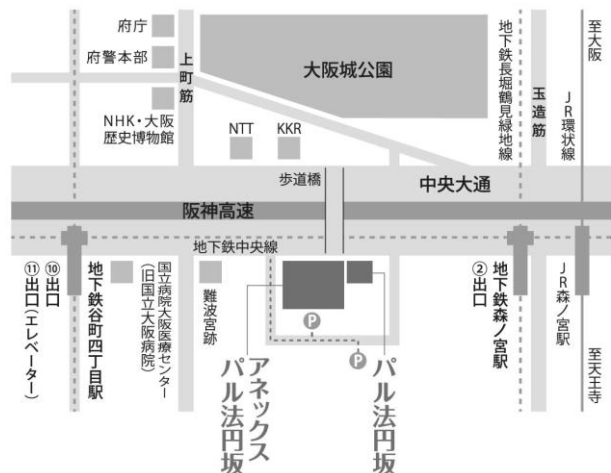 府庁
府警本部
NHK・大阪
歴史博物館
上町筋
大阪城公園
NTT
KKR
地下鉄長堀鶴見緑地線
玉造筋
至大阪
JR環状線
歩道橋
中央大通
阪神高速
地下鉄中央線
⑪出口(エレベーター)
⑩出口
地下鉄谷町四丁目駅
国立病院大阪医療センター
(旧国立大阪病院)
難波宮跡
P
P
アネックス
パル法円坂
パル法円坂
②出口
地下鉄森ノ宮駅
JR森ノ宮駅
至天王寺